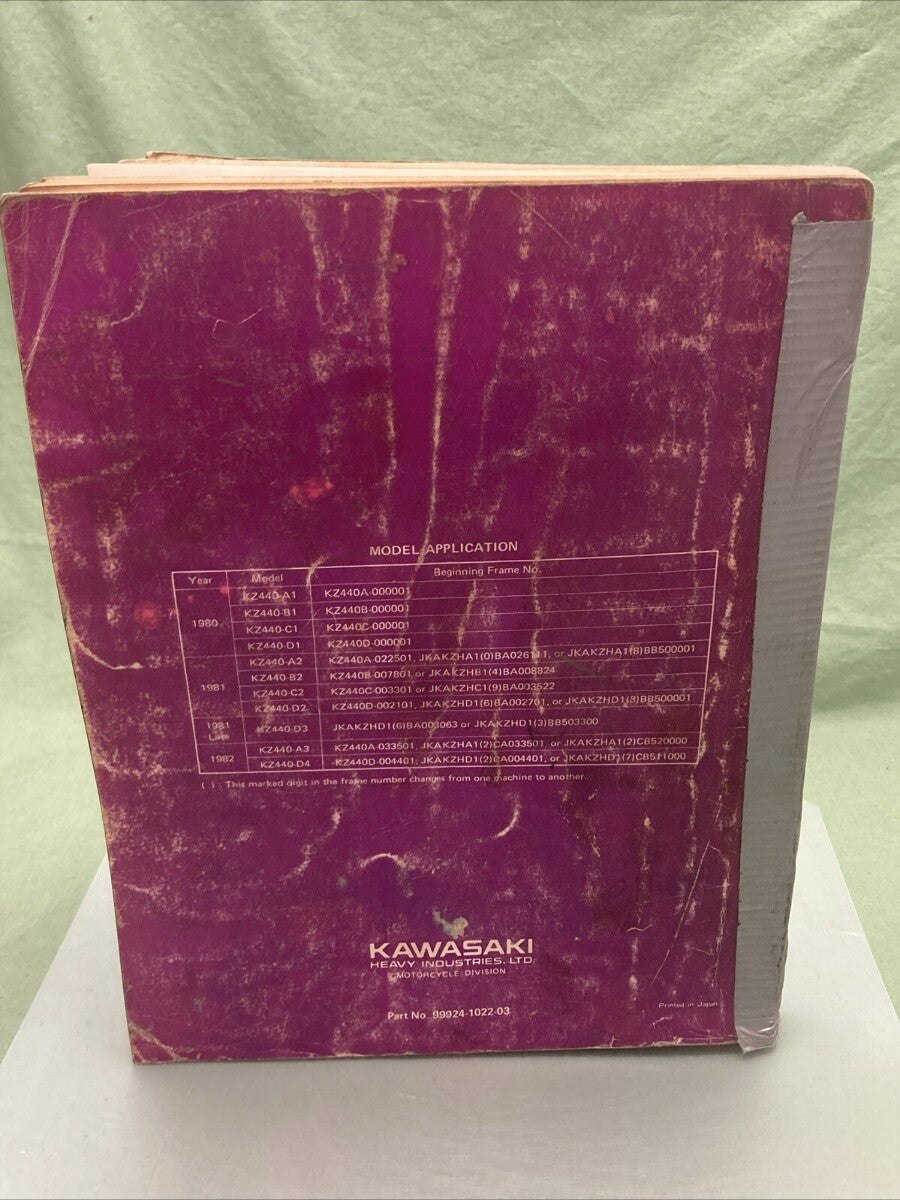 MODEL APPLICATION
Year Model Beginning Frame No.
1980 KZ440-A1 KZ440A-000001
KZ440-B1 KZ440B-000001
KZ440-C1 KZ440C-000001
KZ440-D1 KZ440D-000001
1981 KZ440-A2 KZ440A-022501, or JKAKZHA1(8)BB500001
KZ440-B2 KZ440B-007801, or JKAKZHB1(4)BA008824
KZ440-C2 KZ440C-003301 or JKAKZHC1(9)BA003522
KZ440-D2 KZ440D-002101, JKAKZHD1(6)BA002701, or JKAKZHD1(8)BB500001
1981 Late KZ440-D3 JKAKZHD1(6)BA003063 or JKAKZHD1(3)BB503300
1982 KZ440-A3 KZ440A-033501, JKAKZHA1(2)CA033501, or JKAKZHA1(2)CB520000
KZ440-D4 KZ440D-004401, JKAKZHD1(2)CA004401, or JKAKZHD1(7)CB511000
( ) : This marked digit in the frame number changes from one machine to another.
KAWASAKI
HEAVY INDUSTRIES, LTD.
MOTORCYCLE DIVISION
Part No. 99924-1022-03
Printed in Japan